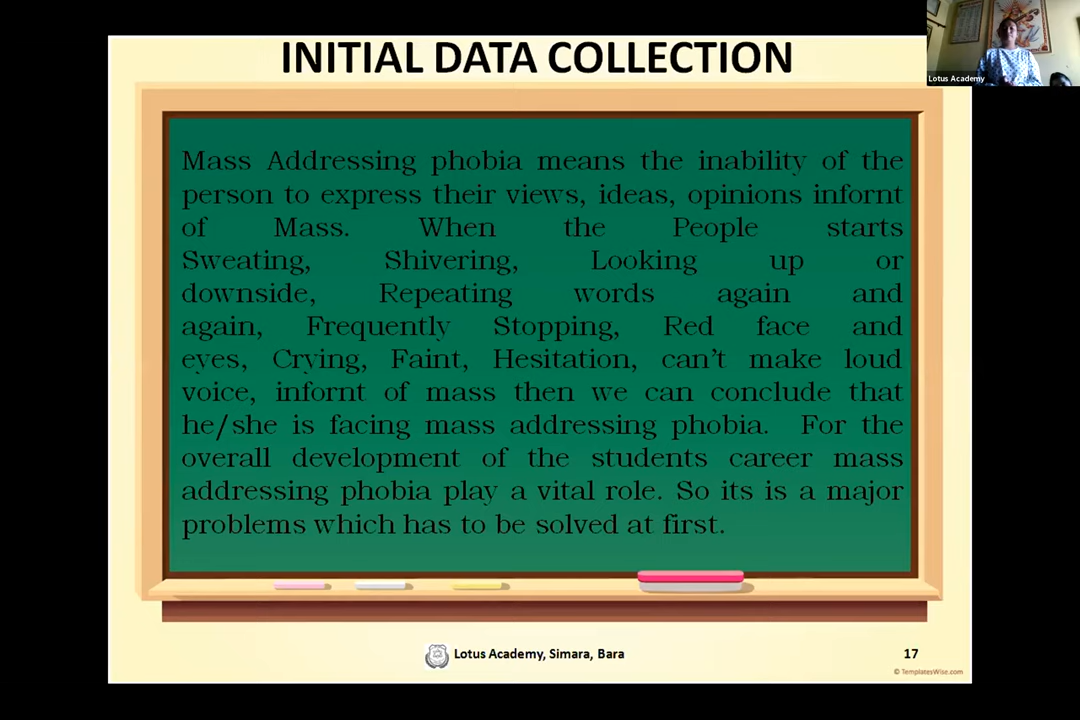 INITIAL DATA COLLECTION
Lotus Academy
Mass Addressing phobia means the inability of the
person to express their views, ideas, opinions infornt
of Mass. When the People starts
Sweating, Shivering, Looking up or
downside, Repeating words again and
again, Frequently Stopping, Red face and
eyes, Crying, Faint, Hesitation, can't make loud
voice, infornt of mass then we can conclude that
he/she is facing mass addressing phobia. For the
overall development of the students career mass
addressing phobia play a vital role. So its is a major
problems which has to be solved at first.
Lotus Academy, Simara, Bara
17
© TemplatesWise.com